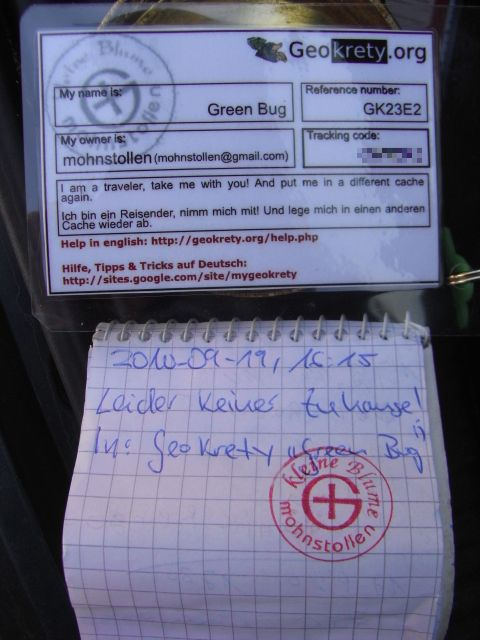 Geokrety.org
My name is:
Green Bug
Reference number:
GK23E2
My owner is:
mohnstollen (mohnstollen@gmail.com)
Tracking code:
I am a traveler, take me with you! And put me in a different cache
again.
Ich bin ein Reisender, nimm mich mit! Und lege mich in einen anderen
Cache wieder ab.
Help in english: http://geokrety.org/help.php
Hilfe, Tipps & Tricks auf Deutsch:
http://sites.google.com/site/mygeokrety
kleine Blume
mohnstollen
2010-09-19, 16:15
Leider keiner zuhause!
In: GeoKrety "Green Bug"
kleine Blume
mohnstollen